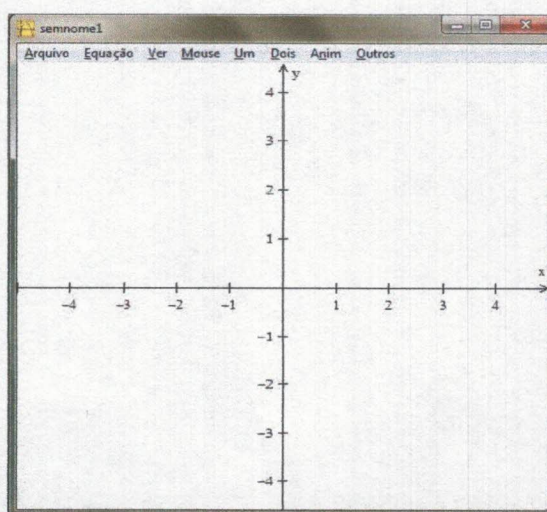 semnome1
Arquivo Equação Ver Mouse Um Dois Anim Outros
y
4
3
2
1
x
-4 -3 -2 -1 1 2 3 4
-1
-2
-3
-4